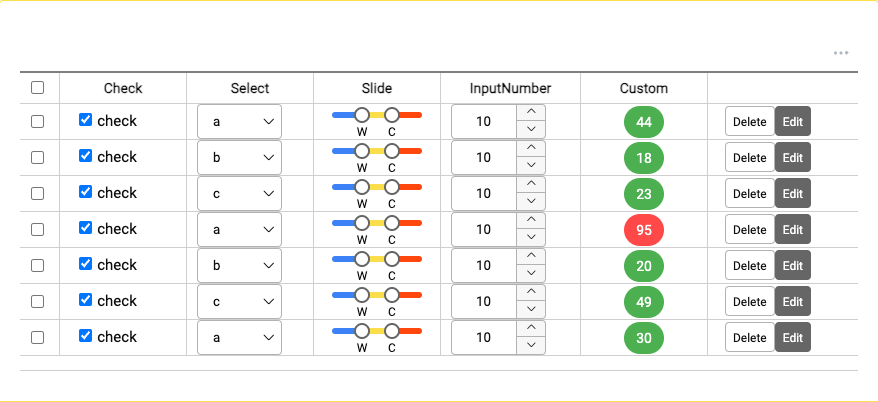 Check Select Slide InputNumber Custom
check a W C 10 44 Delete Edit
check b W C 10 18 Delete Edit
check c W C 10 23 Delete Edit
check a W C 10 95 Delete Edit
check b W C 10 20 Delete Edit
check c W C 10 49 Delete Edit
check a W C 10 30 Delete Edit